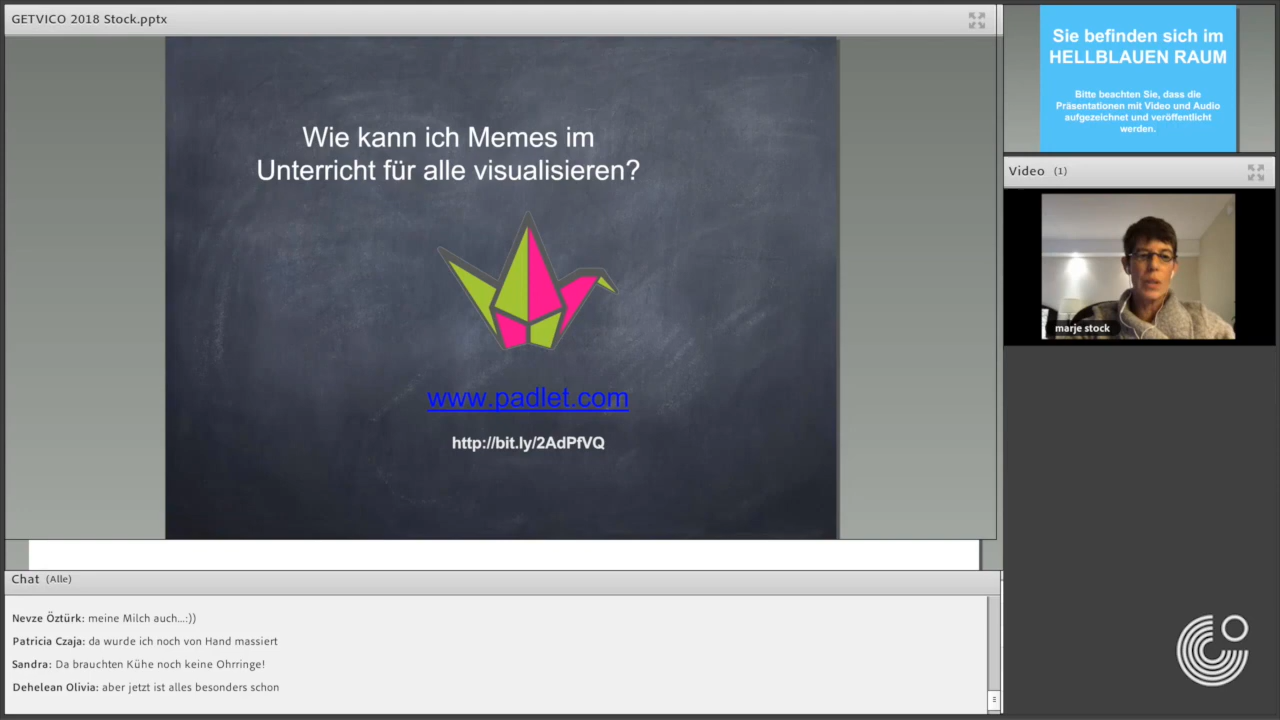 GETVICO 2018 Stock.pptx
Wie kann ich Memes im
Unterricht für alle visualisieren?
www.padlet.com
http://bit.ly/2AdPfVQ
Sie befinden sich im
HELLBLAUEN RAUM
Bitte beachten Sie, dass die
Präsentationen mit Video und Audio
aufgezeichnet und veröffentlicht
werden.
Video (1)
marje stock
Chat (Alle)
Nevze Öztürk: meine Milch auch...:))
Patricia Czaja: da wurde ich noch von Hand massiert
Sandra: Da brauchten Kühe noch keine Ohrringe!
Dehelean Olivia: aber jetzt ist alles besonders schon